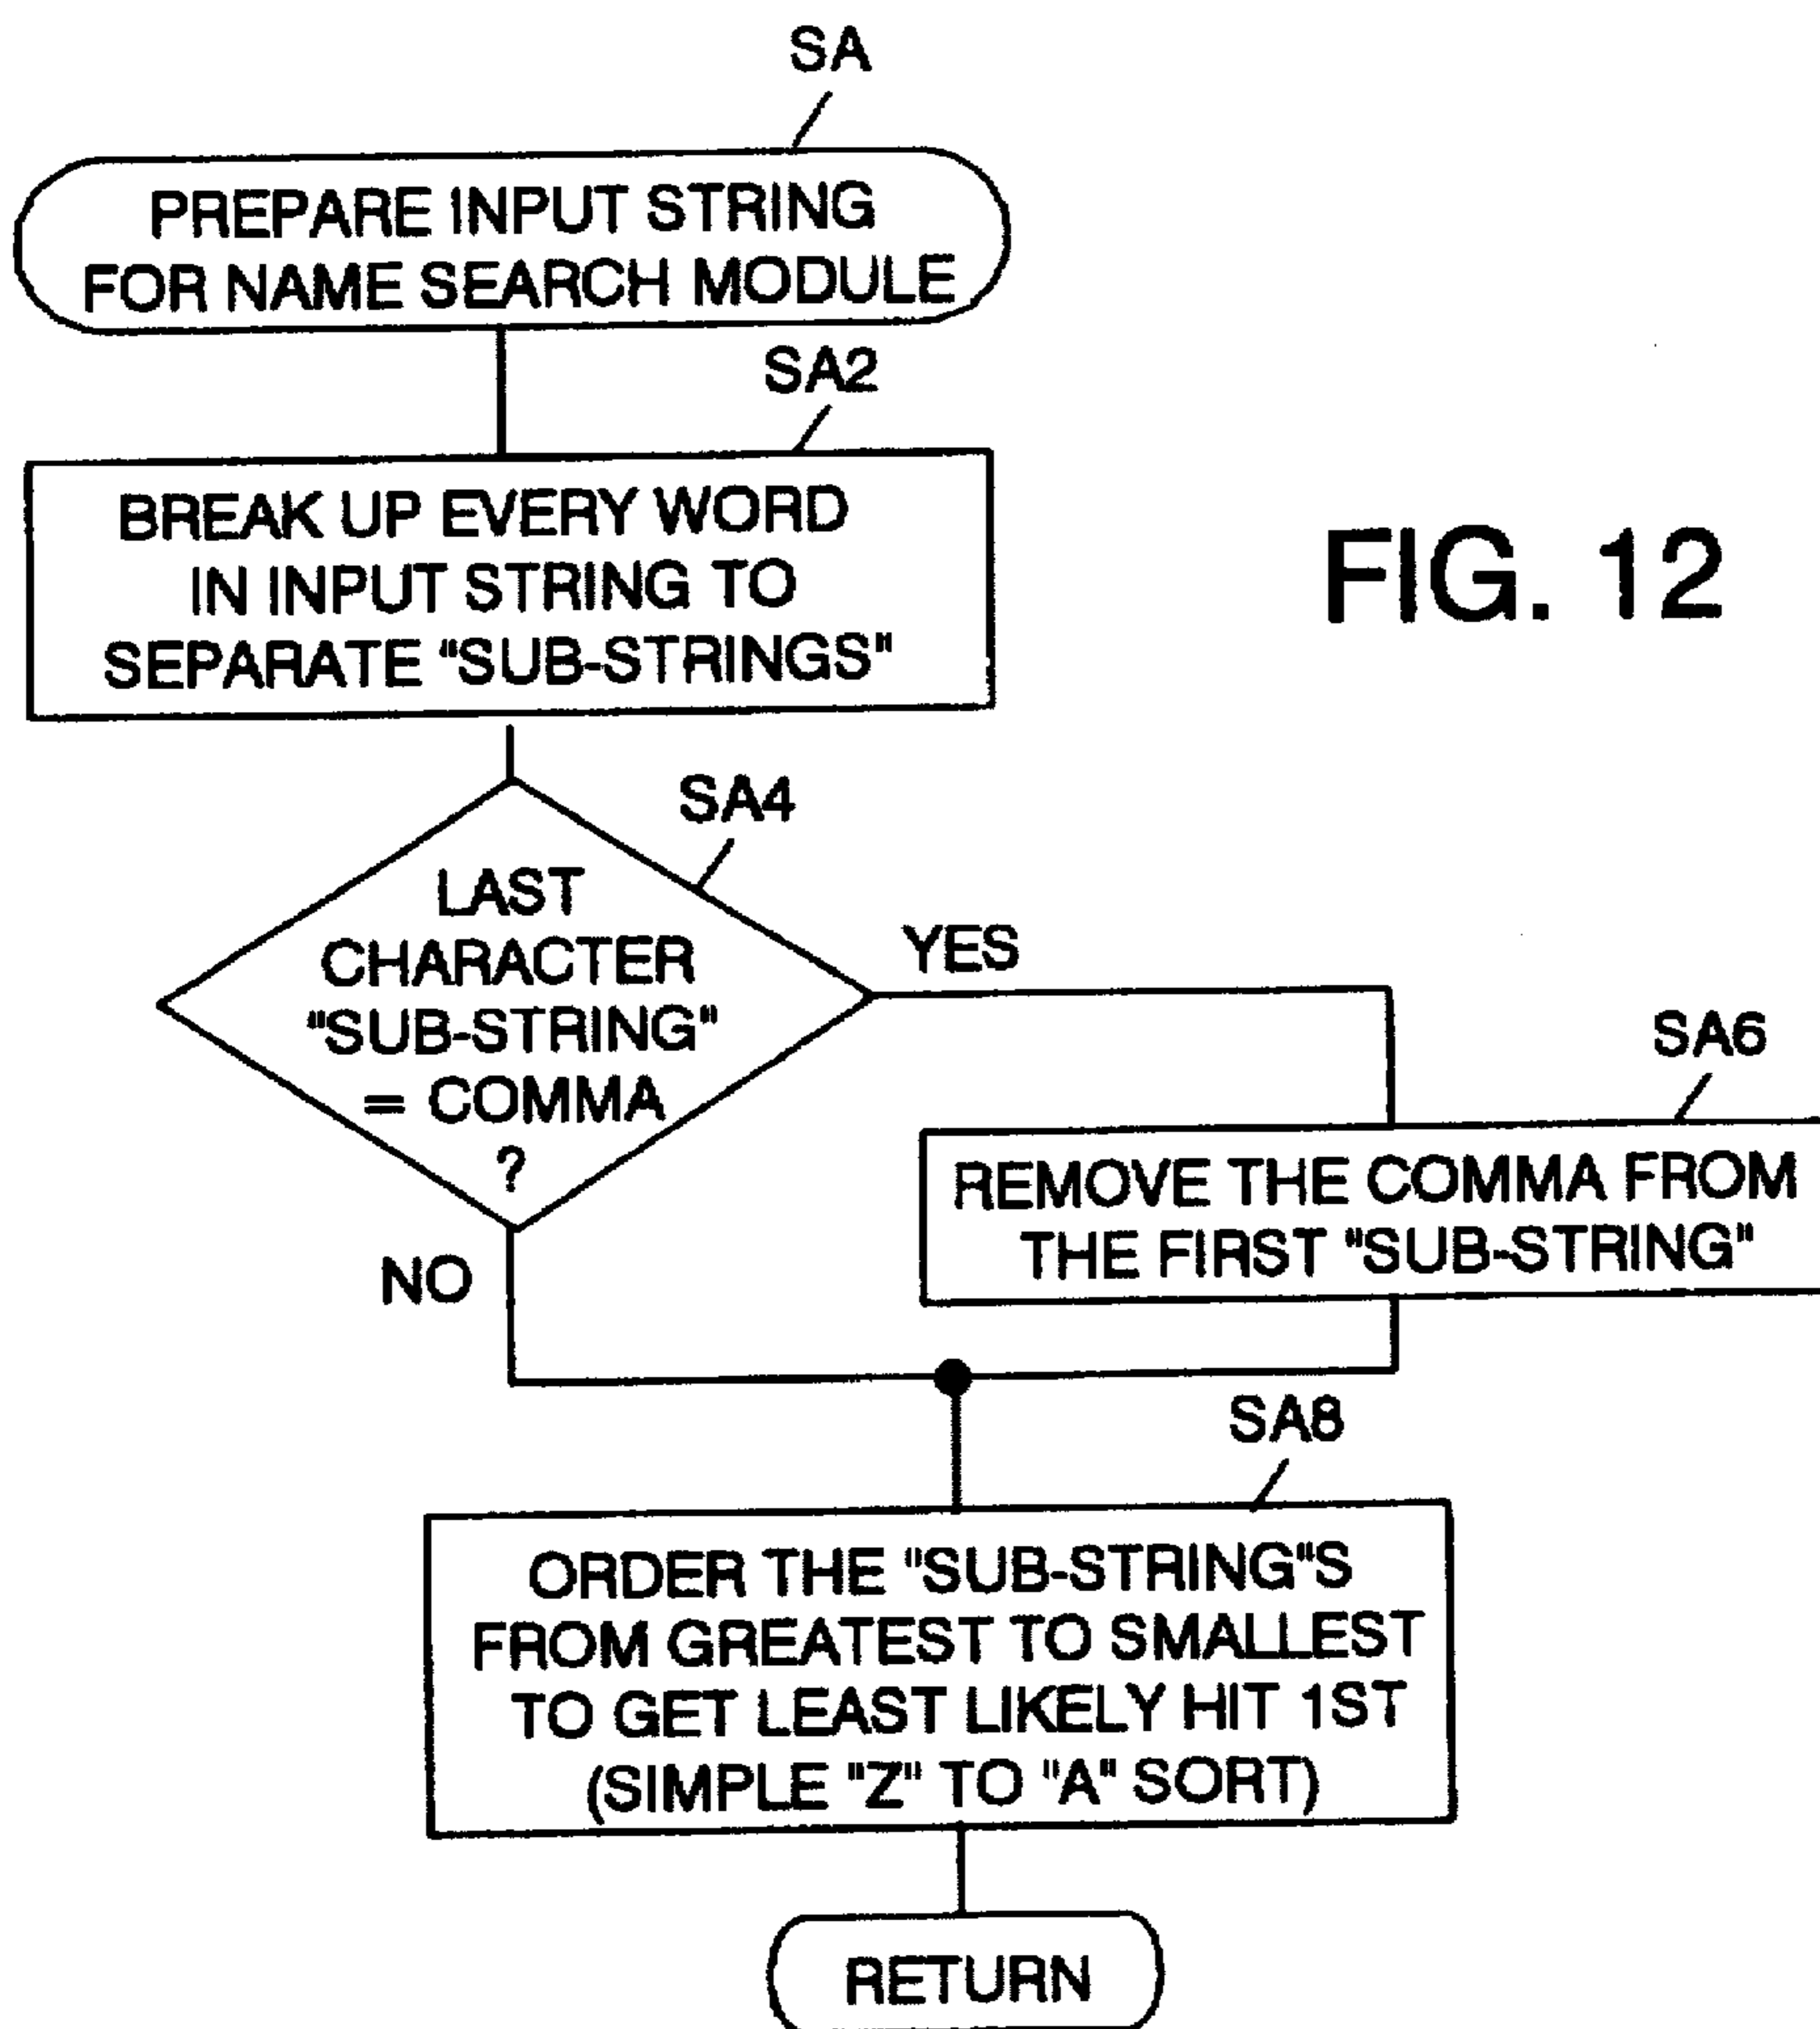 SA
PREPARE INPUT STRING
FOR NAME SEARCH MODULE
SA2
BREAK UP EVERY WORD
IN INPUT STRING TO
SEPARATE "SUB-STRINGS"
FIG. 12
SA4
LAST
CHARACTER
"SUB-STRING"
= COMMA
?
YES
NO
SA6
REMOVE THE COMMA FROM
THE FIRST "SUB-STRING"
SA8
ORDER THE "SUB-STRING"S
FROM GREATEST TO SMALLEST
TO GET LEAST LIKELY HIT 1ST
(SIMPLE "Z" TO "A" SORT)
RETURN